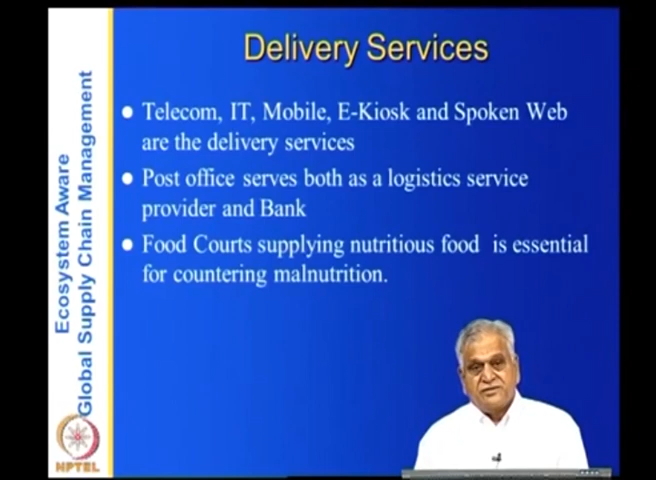 Delivery Services
Telecom, IT, Mobile, E-Kiosk and Spoken Web
are the delivery services
Post office serves both as a logistics service
provider and Bank
Food Courts supplying nutritious food is essential
for countering malnutrition.
Ecosystem Aware
Global Supply Chain Management
NPTEL